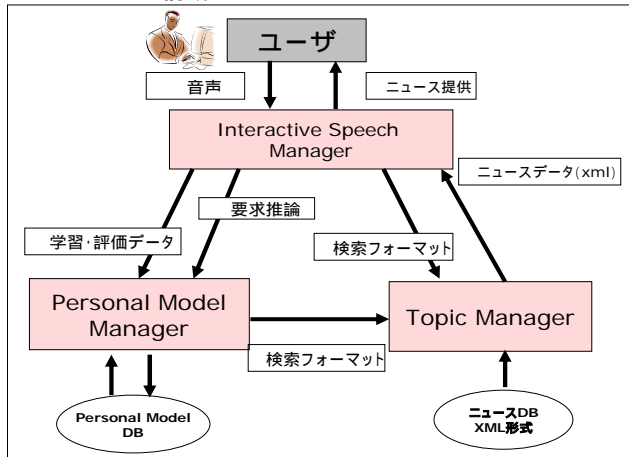 ユーザ
音声
ニュース提供
Interactive Speech
Manager
ニュースデータ(xml)
要求推論
学習・評価データ
検索フォーマット
Personal Model
Manager
Topic Manager
検索フォーマット
Personal Model
DB
ニュースDB
XML形式